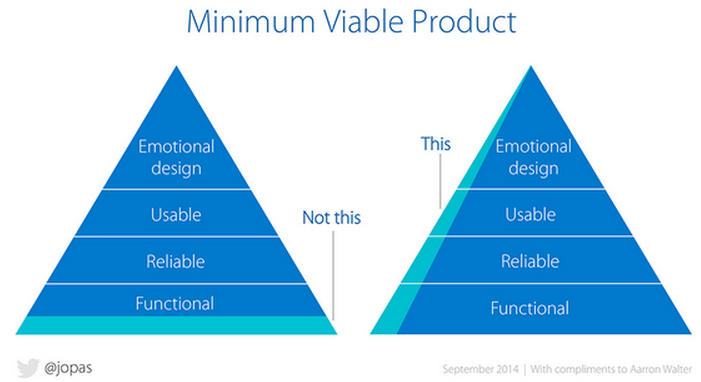 Minimum Viable Product
Emotional
design
Usable
Reliable
Functional
Not this
This
Emotional
design
Usable
Reliable
Functional
@jopas
September 2014 | With compliments to Aarron Walter